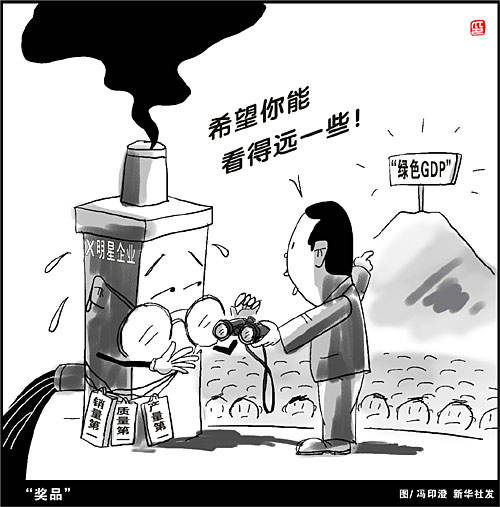 希望你能
看得远一些！
“绿色GDP”
X明星企业
销量第一
质量第一
产量第一
“奖品”
图/冯印澄 新华社发